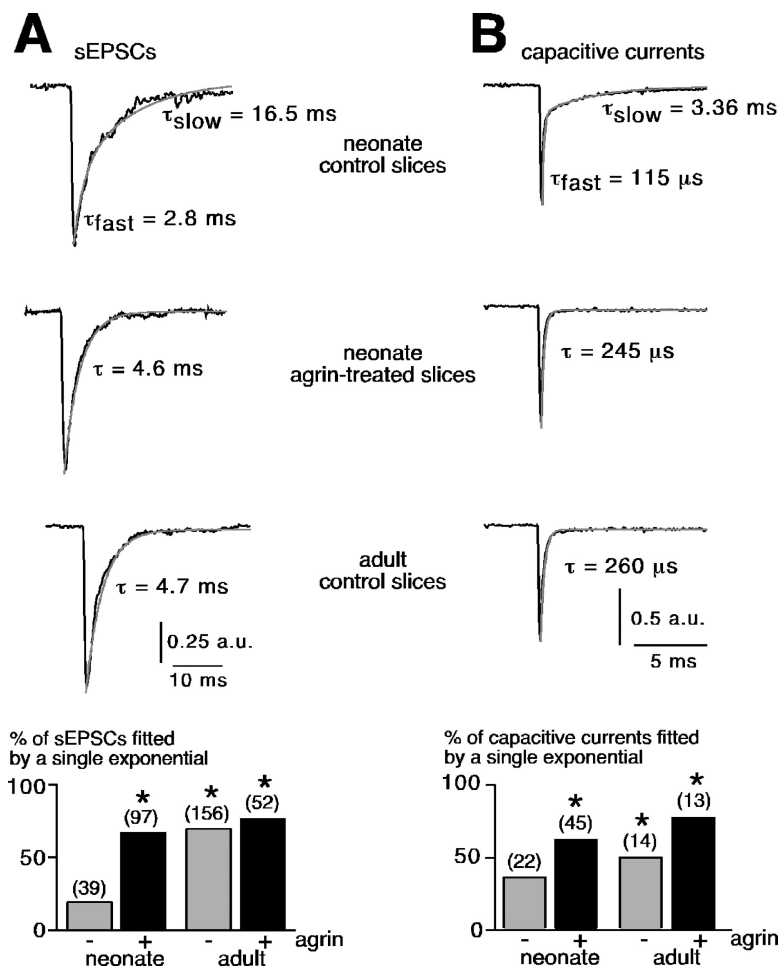 A
sEPSCs
τslow = 16.5 ms
τfast = 2.8 ms
neonate
control slices
B
capacitive currents
τslow = 3.36 ms
τfast = 115 μs
τ = 4.6 ms
neonate
agrin-treated slices
τ = 245 μs
τ = 4.7 ms
0.25 a.u.
10 ms
adult
control slices
τ = 260 μs
0.5 a.u.
5 ms
% of sEPSCs fitted
by a single exponential
100
50
0
(39)
* (97)
* (156)
* (52)
- + - + agrin
neonate adult
% of capacitive currents fitted
by a single exponential
100
50
0
(22)
* (45)
* (14)
* (13)
- + - + agrin
neonate adult